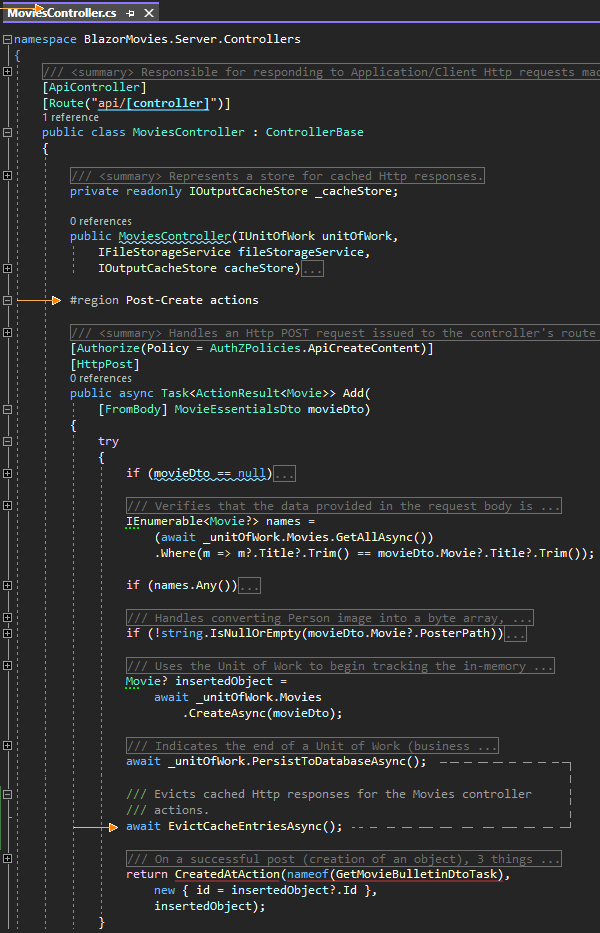 MoviesController.cs
namespace BlazorMovies.Server.Controllers
{
/// <summary> Responsible for responding to Application/Client Http requests mad
[ApiController]
[Route("api/[controller]")]
1 reference
public class MoviesController : ControllerBase
{
/// <summary> Represents a store for cached Http responses.
private readonly IOutputCacheStore _cacheStore;
0 references
public MoviesController(IUnitOfWork unitOfWork,
IFileStorageService fileStorageService,
IOutputCacheStore cacheStore)...
#region Post-Create actions
/// <summary> Handles an Http POST request issued to the controller's route
[Authorize(Policy = AuthZPolicies.ApiCreateContent)]
[HttpPost]
0 references
public async Task<ActionResult<Movie>> Add(
[FromBody] MovieEssentialsDto movieDto)
{
try
{
if (movieDto == null)...
/// Verifies that the data provided in the request body is ...
IEnumerable<Movie?> names =
(await _unitOfWork.Movies.GetAllAsync())
.Where(m => m?.Title?.Trim() == movieDto.Movie?.Title?.Trim());
if (names.Any())...
/// Handles converting Person image into a byte array, ...
if (!string.IsNullOrEmpty(movieDto.Movie?.PosterPath))...
/// Uses the Unit of Work to begin tracking the in-memory ...
Movie? insertedObject =
await _unitOfWork.Movies
.CreateAsync(movieDto);
/// Indicates the end of a Unit of Work (business ...
await _unitOfWork.PersistToDatabaseAsync();
/// Evicts cached Http responses for the Movies controller
/// actions.
await EvictCacheEntriesAsync();
/// On a successful post (creation of an object), 3 things ...
return CreatedAtAction(nameof(GetMovieBulletinDtoTask),
new { id = insertedObject?.Id },
insertedObject);
}